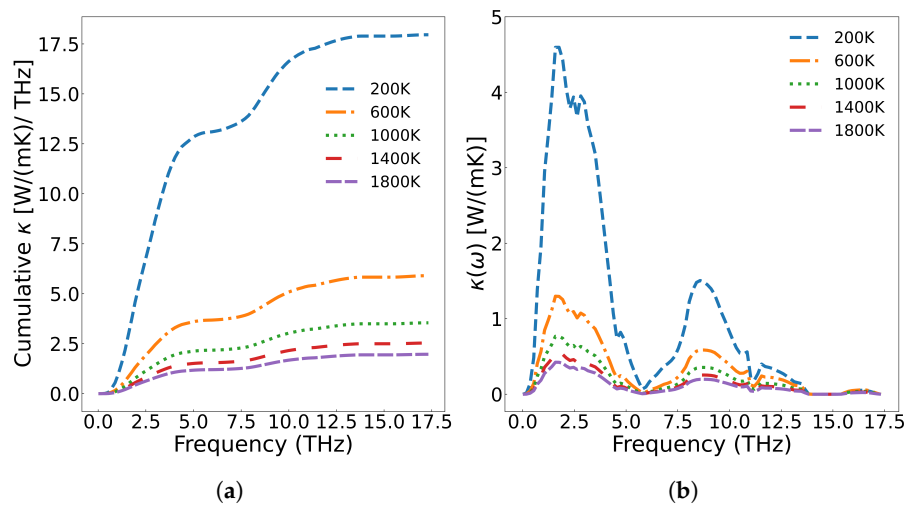 Cumulative κ [W/(mK)/ THz]
17.5
15.0
12.5
10.0
7.5
5.0
2.5
0.0
200K
600K
1000K
1400K
1800K
0.0 2.5 5.0 7.5 10.0 12.5 15.0 17.5
Frequency (THz)
(a)
κ(ω) [W/(mK)]
5
4
3
2
1
0
200K
600K
1000K
1400K
1800K
0.0 2.5 5.0 7.5 10.0 12.5 15.0 17.5
Frequency (THz)
(b)